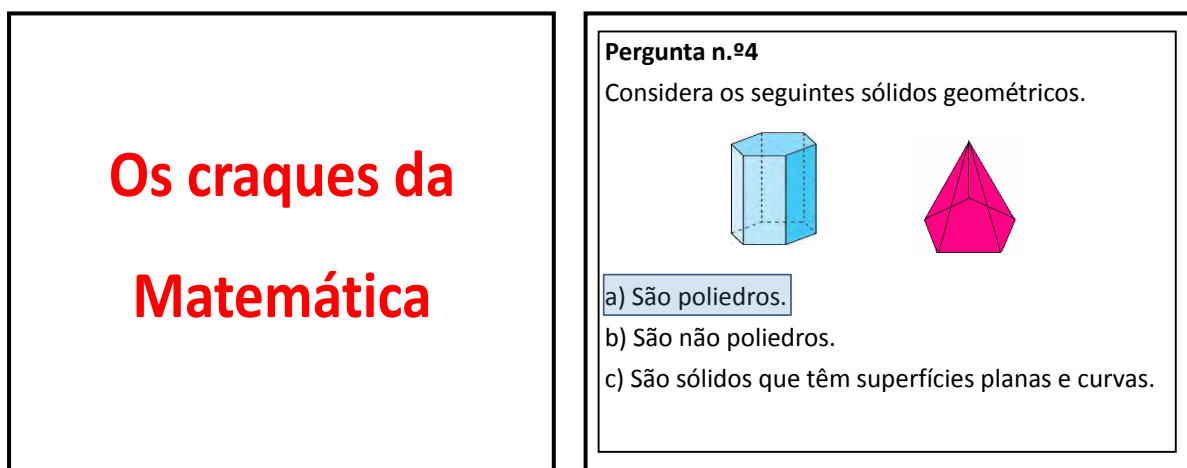 Os craques da
Matemática
Pergunta n.º4
Considera os seguintes sólidos geométricos.
a) São poliedros.
b) São não poliedros.
c) São sólidos que têm superfícies planas e curvas.